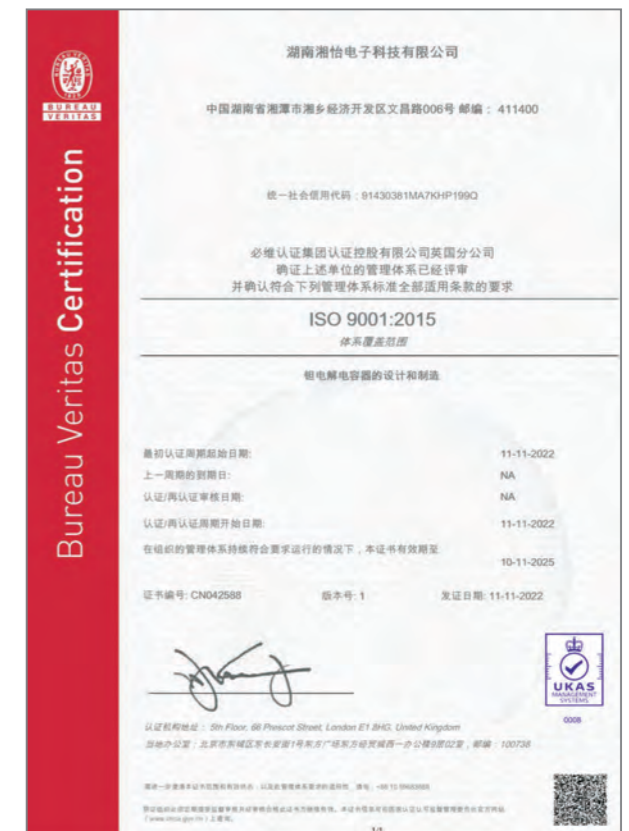 BUREAU
VERITAS
Bureau Veritas Certification
湖南湘怡电子科技有限公司
中国湖南省湘潭市湘乡经济开发区文昌路006号 邮编： 411400
统一社会信用代码：91430381MA7KHP199Q
必维认证集团认证控股有限公司英国分公司
确证上述单位的管理体系已经评审
并确认符合下列管理体系标准全部适用条款的要求
ISO 9001:2015
体系覆盖范围
钽电解电容器的设计和制造
最初认证周期起始日期: 11-11-2022
上一周期的到期日: NA
认证/再认证审核日期: NA
认证/再认证周期开始日期: 11-11-2022
在组织的管理体系持续符合要求运行的情况下，本证书有效期至
10-11-2025
证书编号: CN042588 版本号: 1 发证日期: 11-11-2022
UKAS
MANAGEMENT
SYSTEMS
0008
认证机构地址： 5th Floor, 66 Prescot Street, London E1 8HG, United Kingdom
当地办公室：北京市东城区东长安街1号东方广场东方经贸城西一办公楼9层02室，邮编：100738
1/1